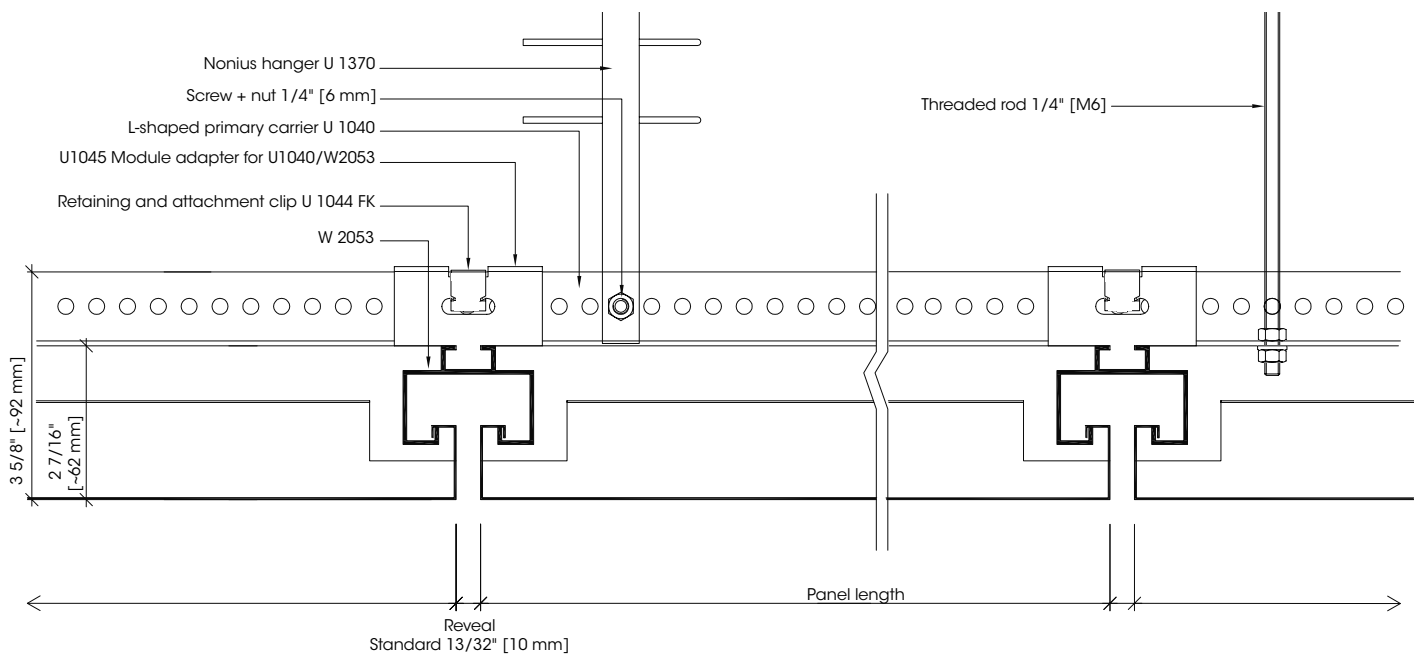 Nonius hanger U 1370
Screw + nut 1/4" [6 mm]
L-shaped primary carrier U 1040
U1045 Module adapter for U1040/W2053
Retaining and attachment clip U 1044 FK
W 2053
Threaded rod 1/4" [M6]
3 5/8" [~92 mm]
2 7/16"
[~62 mm]
Panel length
Reveal
Standard 13/32" [10 mm]